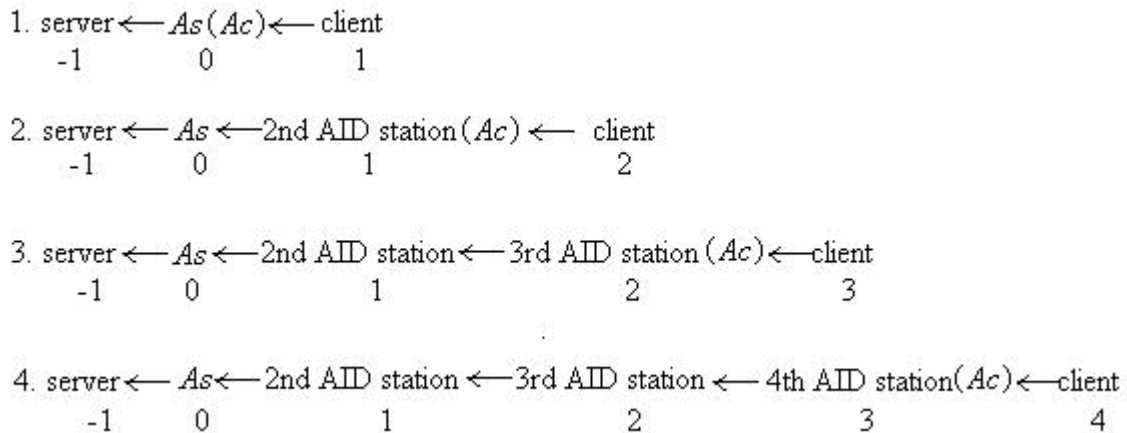 1. server ← As(Ac) ← client
-1 0 1
2. server ← As ← 2nd AID station(Ac) ← client
-1 0 1 2
3. server ← As ← 2nd AID station ← 3rd AID station(Ac) ← client
-1 0 1 2 3
4. server ← As ← 2nd AID station ← 3rd AID station ← 4th AID station(Ac) ← client
-1 0 1 2 3 4